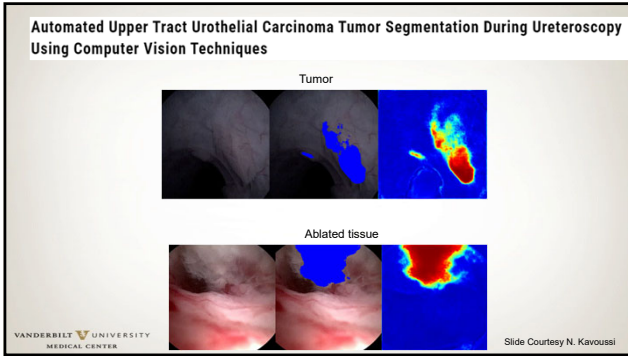 Automated Upper Tract Urothelial Carcinoma Tumor Segmentation During Ureteroscopy
Using Computer Vision Techniques
Tumor
Ablated tissue
VANDERBILT V UNIVERSITY
MEDICAL CENTER
Slide Courtesy N. Kavoussi